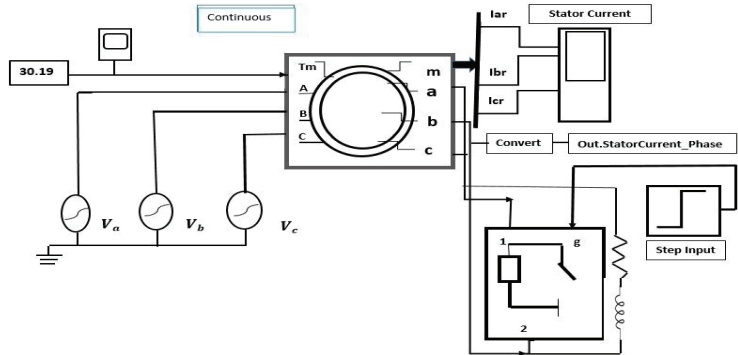 Continuous
Iar
Stator Current
30.19
Tm
m
A
a
Ibr
B
b
Icr
C
c
Convert
Out.StatorCurrent_Phase
Va
Vb
Vc
1
g
Step Input
2